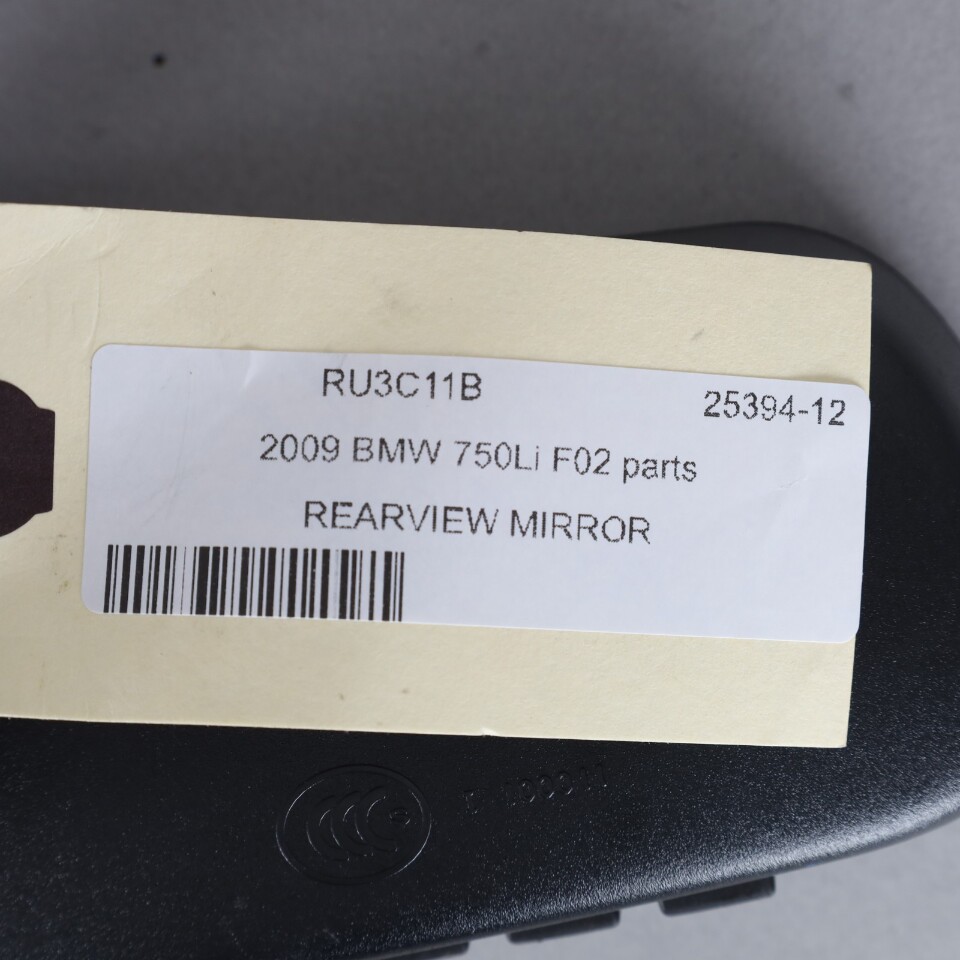 RU3C11B
25394-12
2009 BMW 750Li F02 parts
REARVIEW MIRROR